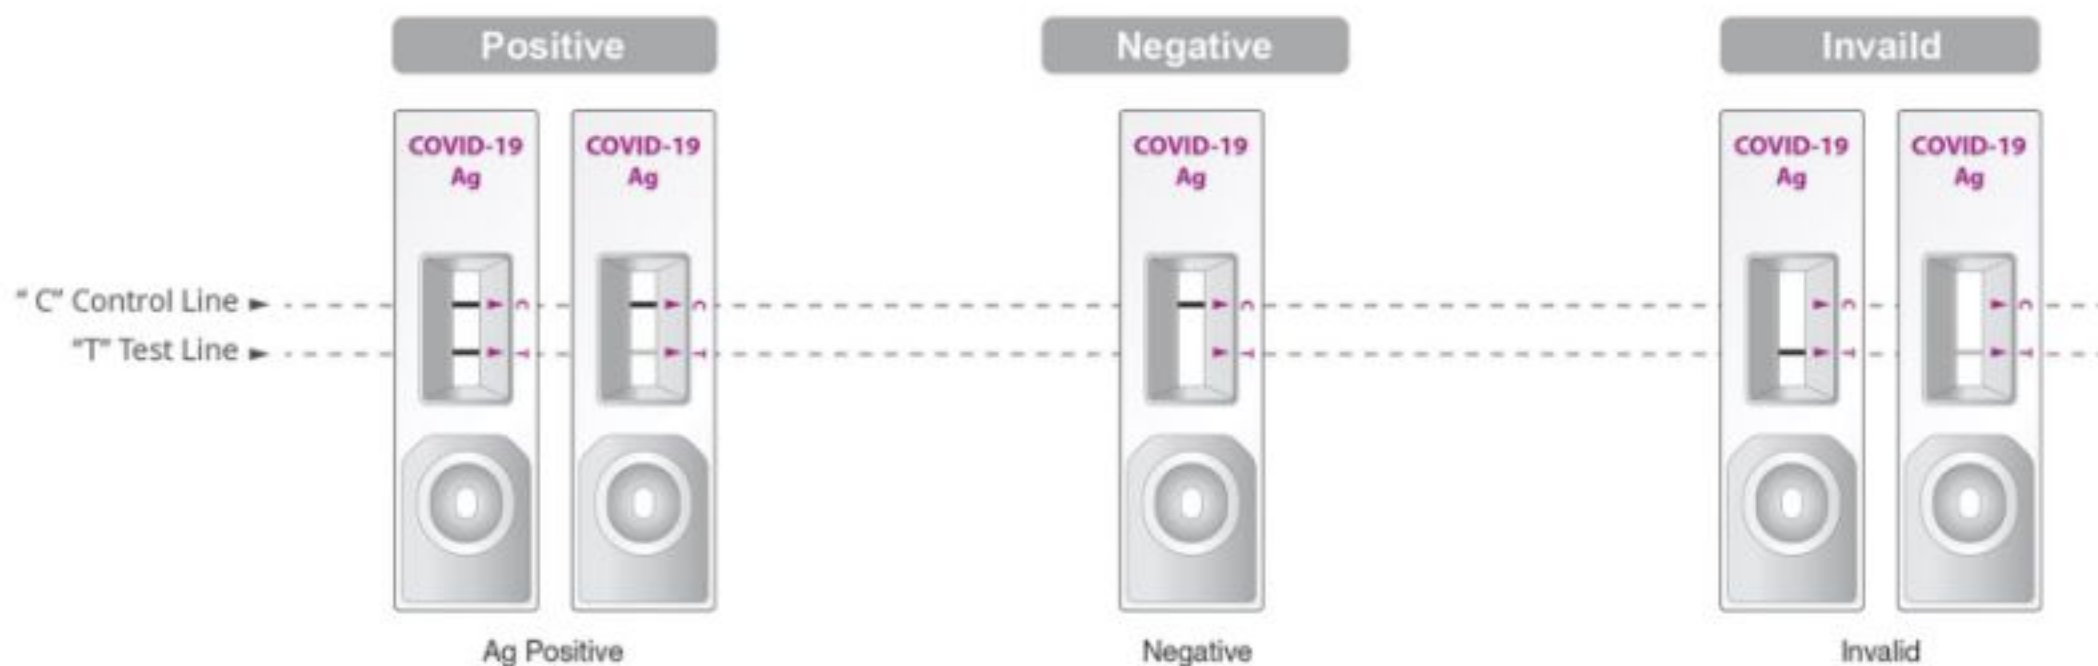 Positive Negative Invaild
COVID-19 COVID-19 COVID-19 COVID-19 COVID-19
Ag Ag Ag Ag Ag
" C" Control Line ► C C C C C
"T" Test Line ► T T T T T
Ag Positive Negative Invalid